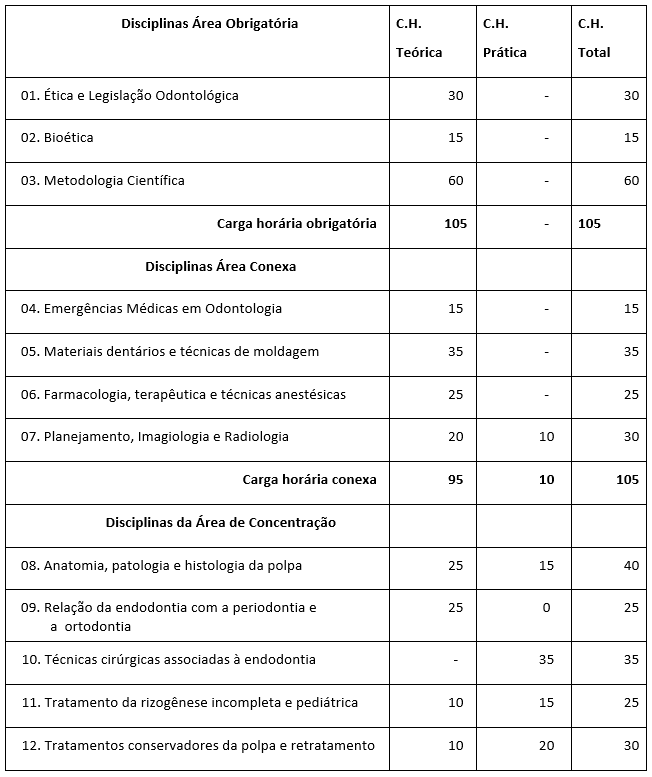 Disciplinas Área Obrigatória C.H. Teórica C.H. Prática C.H. Total
01. Ética e Legislação Odontológica 30 - 30
02. Bioética 15 - 15
03. Metodologia Científica 60 - 60
Carga horária obrigatória 105 - 105
Disciplinas Área Conexa
04. Emergências Médicas em Odontologia 15 - 15
05. Materiais dentários e técnicas de moldagem 35 - 35
06. Farmacologia, terapêutica e técnicas anestésicas 25 - 25
07. Planejamento, Imagiologia e Radiologia 20 10 30
Carga horária conexa 95 10 105
Disciplinas da Área de Concentração
08. Anatomia, patologia e histologia da polpa 25 15 40
09. Relação da endodontia com a periodontia e 25 0 25
a ortodontia
10. Técnicas cirúrgicas associadas à endodontia - 35 35
11. Tratamento da rizogênese incompleta e pediátrica 10 15 25
12. Tratamentos conservadores da polpa e retratamento 10 20 30